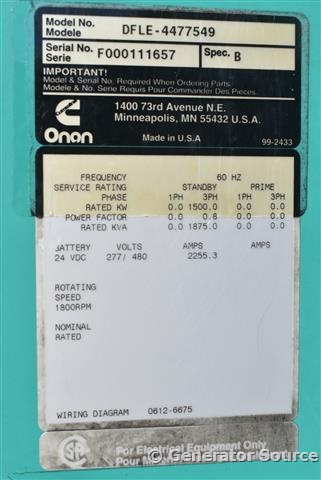 Model No. DFLE-4477549
Modele
Serial No. F000111657 Spec. B
Serie
IMPORTANT!
Model & Serial No. Required When Ordering Parts.
Modele & No. Serie Requis Pour Commander Des Pieces.
1400 73rd Avenue N.E.
Minneapolis, MN 55432 U.S.A.
Onan Made in U.S.A 99-2433
FREQUENCY 60 HZ
SERVICE RATING STANDBY PRIME
PHASE 1PH 3PH 1PH 3PH
RATED KW 0.0 1500.0 0.0 0.0
POWER FACTOR 0.0 0.8 0.0 0.0
RATED KVA 0.0 1875.0 0.0 0.0
BATTERY VOLTS AMPS AMPS
24 VDC 277/ 480 2255.3
ROTATING
SPEED
1800RPM
NOMINAL
RATED
WIRING DIAGRAM 0612-6675
For Electrical Equipment Only
© Generator Source